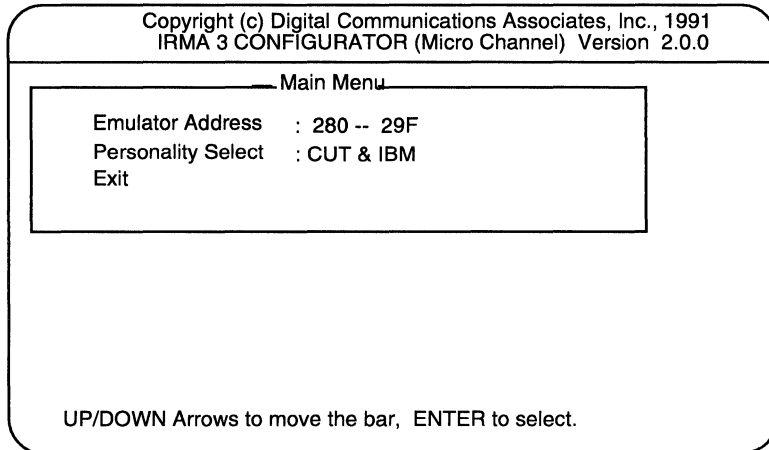 Copyright (c) Digital Communications Associates, Inc., 1991
IRMA 3 CONFIGURATOR (Micro Channel) Version 2.0.0
Main Menu
Emulator Address : 280 -- 29F
Personality Select : CUT & IBM
Exit
UP/DOWN Arrows to move the bar, ENTER to select.